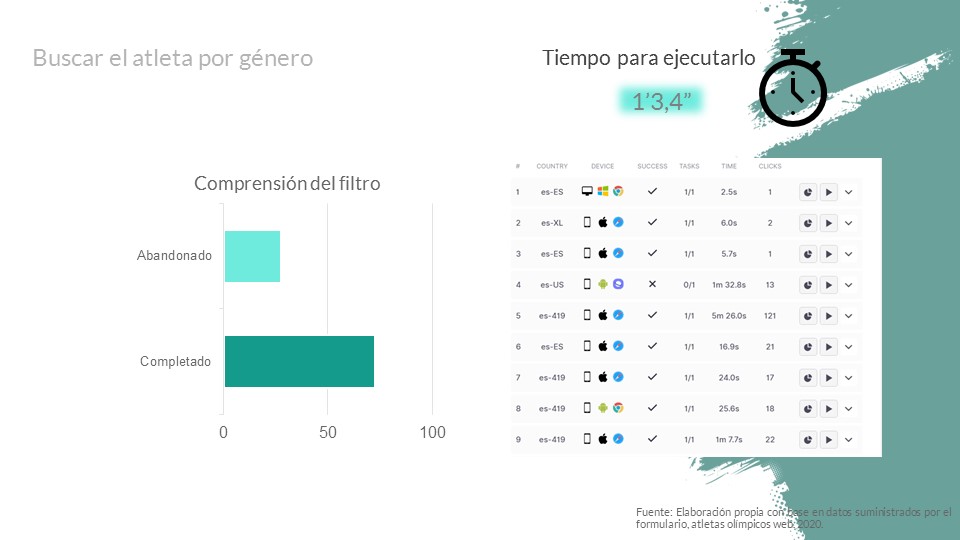 Buscar el atleta por género
Tiempo para ejecutarlo
1’3,4”
Comprensión del filtro
Abandonado
Completado
0 50 100
# COUNTRY DEVICE SUCCESS TASKS TIME CLICKS
1 es-ES 1/1 2.5s 1
2 es-XL 1/1 6.0s 2
3 es-ES 1/1 5.7s 1
4 es-US 0/1 1m 32.8s 13
5 es-419 1/1 5m 26.0s 121
6 es-ES 1/1 16.9s 21
7 es-419 1/1 24.0s 17
8 es-419 1/1 25.6s 18
9 es-419 1/1 1m 7.7s 22
Fuente: Elaboración propia con base en datos suministrados por el
formulario, atletas olímpicos web, 2020.